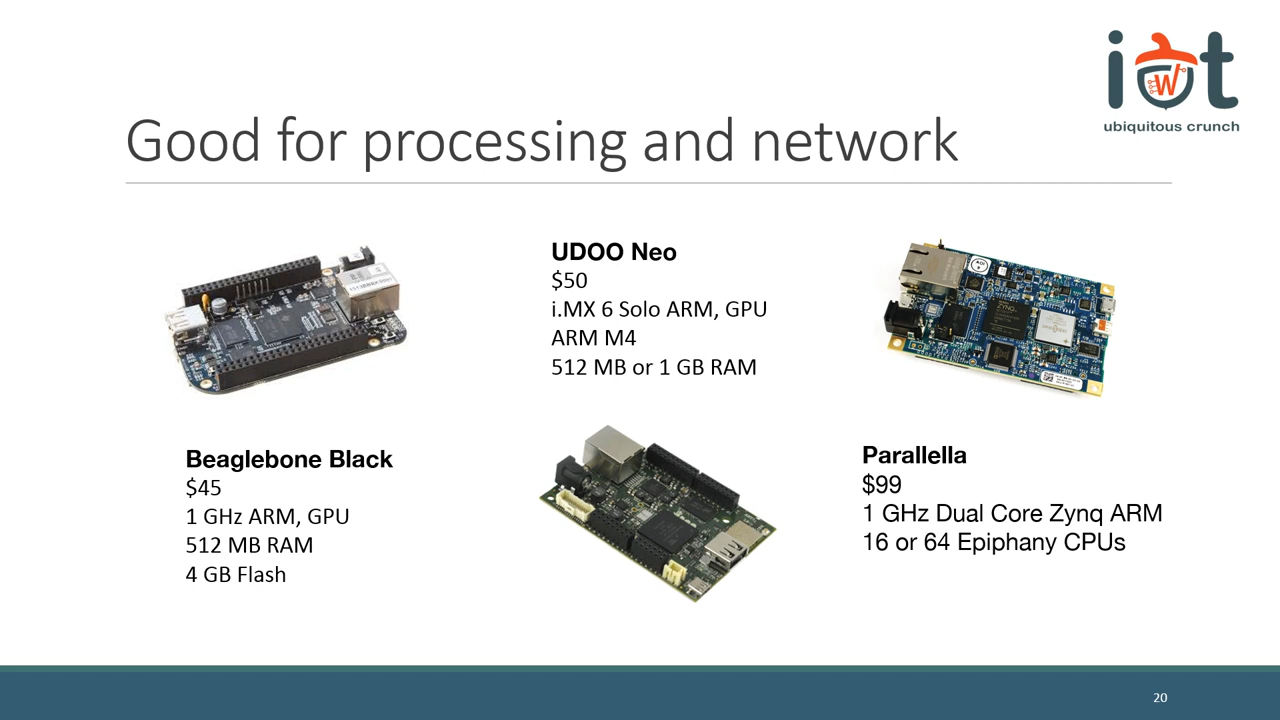 iot
W
ubiquitous crunch
Good for processing and network
UDOO Neo
$50
i.MX 6 Solo ARM, GPU
ARM M4
512 MB or 1 GB RAM
ZYNQ
Beaglebone Black
$45
1 GHz ARM, GPU
512 MB RAM
4 GB Flash
Parallella
$99
1 GHz Dual Core Zynq ARM
16 or 64 Epiphany CPUs
20